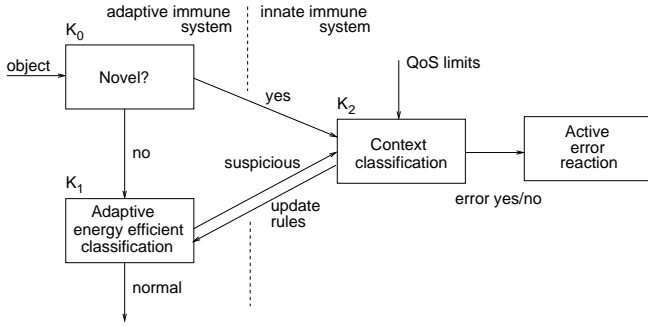 adaptive immune system
innate immune system
K0
object
Novel?
yes
no
QoS limits
K2
Context
classification
Active
error
reaction
error yes/no
suspicious
update
rules
K1
Adaptive
energy efficient
classification
normal